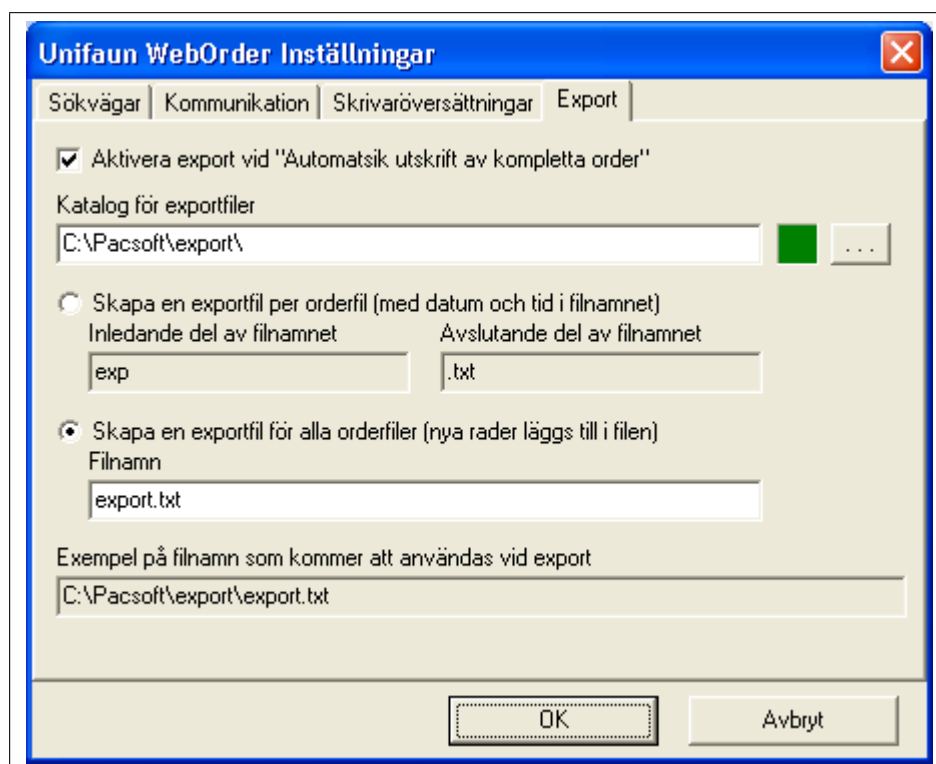 Unifaun WebOrder Inställningar
Sökvägar Kommunikation Skrivaröversättningar Export
Aktivera export vid "Automatsik utskrift av kompletta order"
Katalog för exportfiler
C:\Pacsoft\export\
...
Skapa en exportfil per orderfil (med datum och tid i filnamnet)
Inledande del av filnamnet Avslutande del av filnamnet
exp .txt
Skapa en exportfil för alla orderfiler (nya rader läggs till i filen)
Filnamn
export.txt
Exempel på filnamn som kommer att användas vid export
C:\Pacsoft\export\export.txt
OK Avbryt